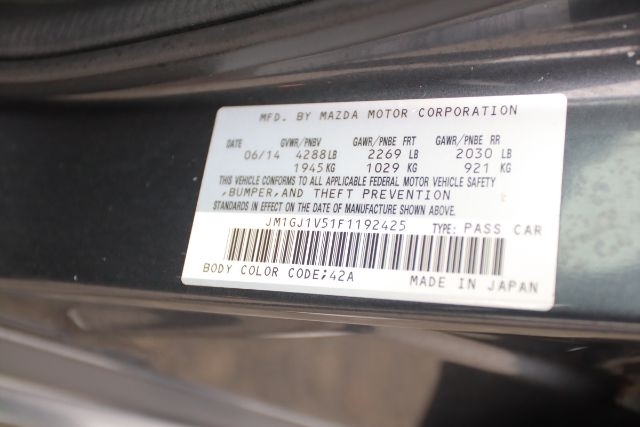 MFD. BY MAZDA MOTOR CORPORATION
DATE GVWR/PNBV GAWR/PNBE FRT GAWR/PNBE RR
06/14 4288 LB 2269 LB 2030 LB
1945 KG 1029 KG 921 KG
THIS VEHICLE CONFORMS TO ALL APPLICABLE FEDERAL MOTOR VEHICLE SAFETY
,BUMPER,AND THEFT PREVENTION
STANDARDS IN EFFECT ON THE DATE OF MANUFACTURE SHOWN ABOVE.
JM1GJ1V51F1192425 TYPE: PASS CAR
BODY COLOR CODE;42A MADE IN JAPAN